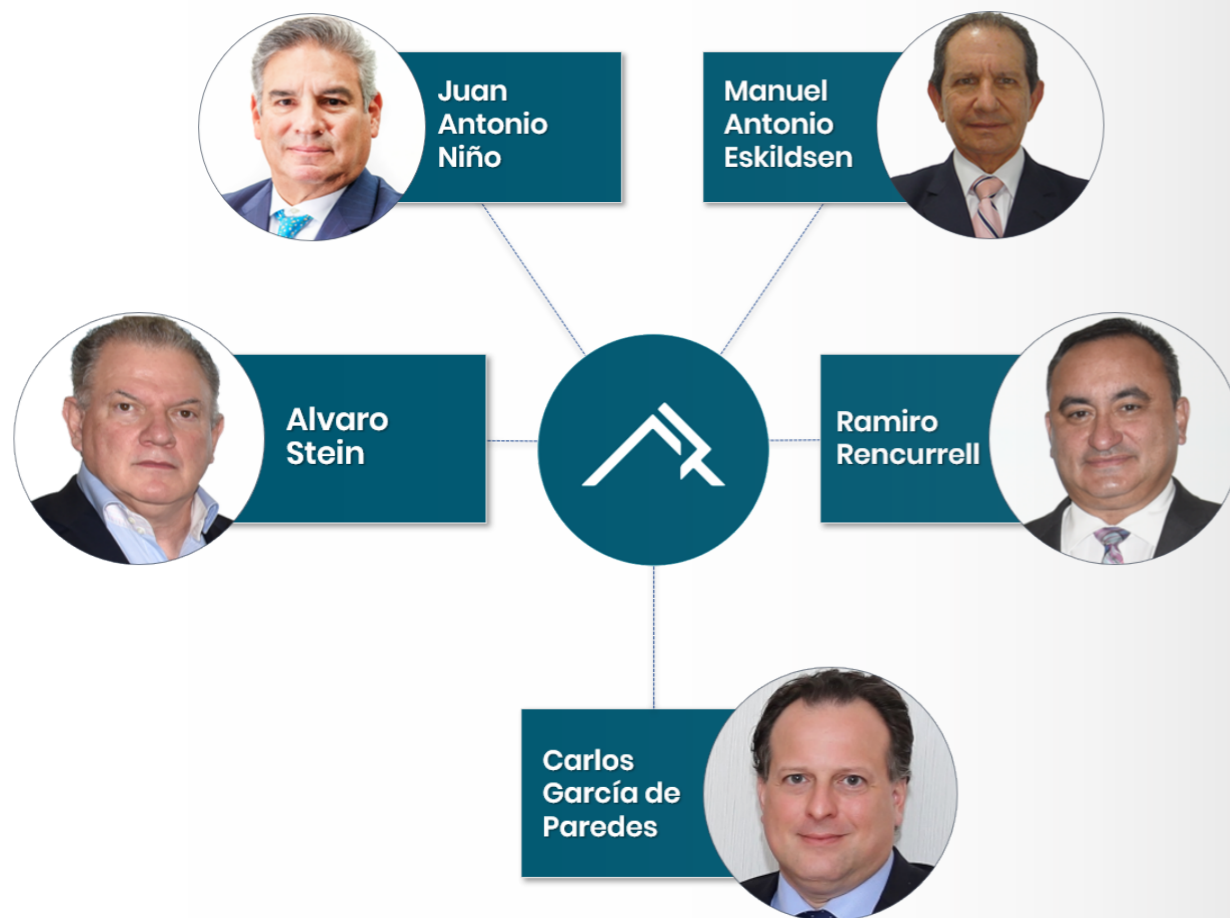 Juan
Antonio
Niño
Manuel
Antonio
Eskildsen
Alvaro
Stein
Ramiro
Rencurrell
Carlos
García de
Paredes